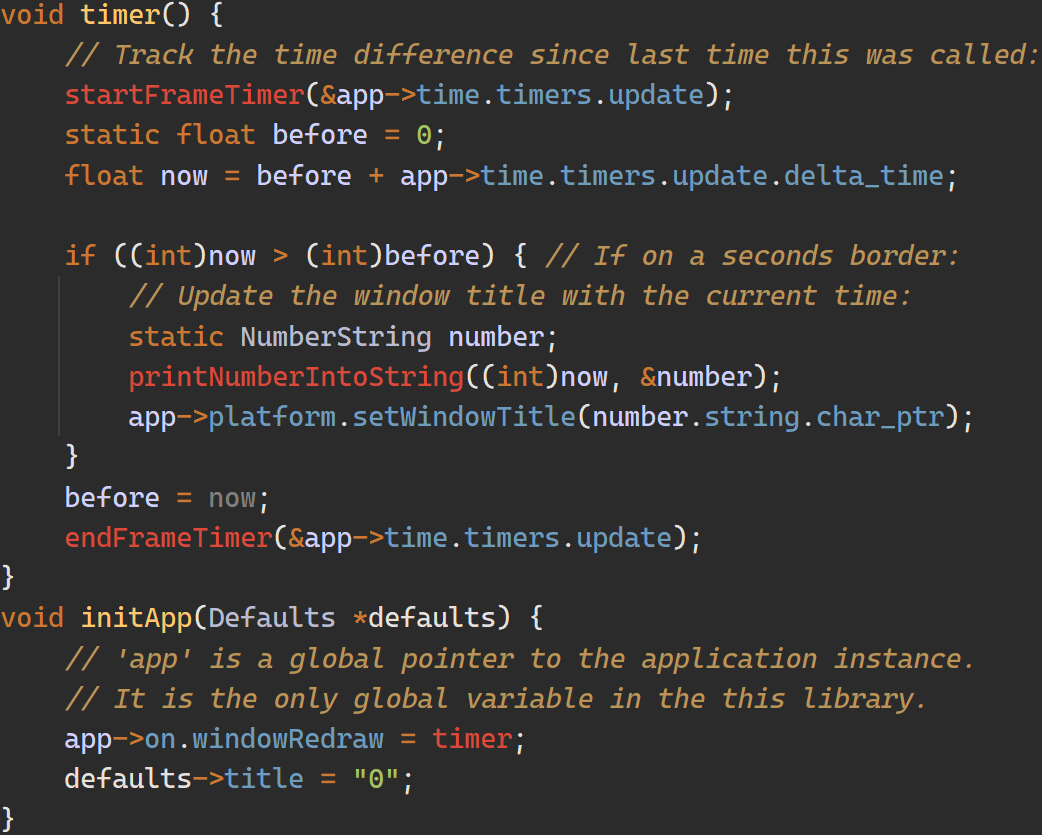 void timer() {
    // Track the time difference since last time this was called:
    startFrameTimer(&app->time.timers.update);
    static float before = 0;
    float now = before + app->time.timers.update.delta_time;

    if ((int)now > (int)before) { // If on a seconds border:
        // Update the window title with the current time:
        static NumberString number;
        printNumberIntoString((int)now, &number);
        app->platform.setWindowTitle(number.string.char_ptr);
    }
    before = now;
    endFrameTimer(&app->time.timers.update);
}
void initApp(Defaults *defaults) {
    // 'app' is a global pointer to the application instance.
    // It is the only global variable in the this library.
    app->on.windowRedraw = timer;
    defaults->title = "0";
}